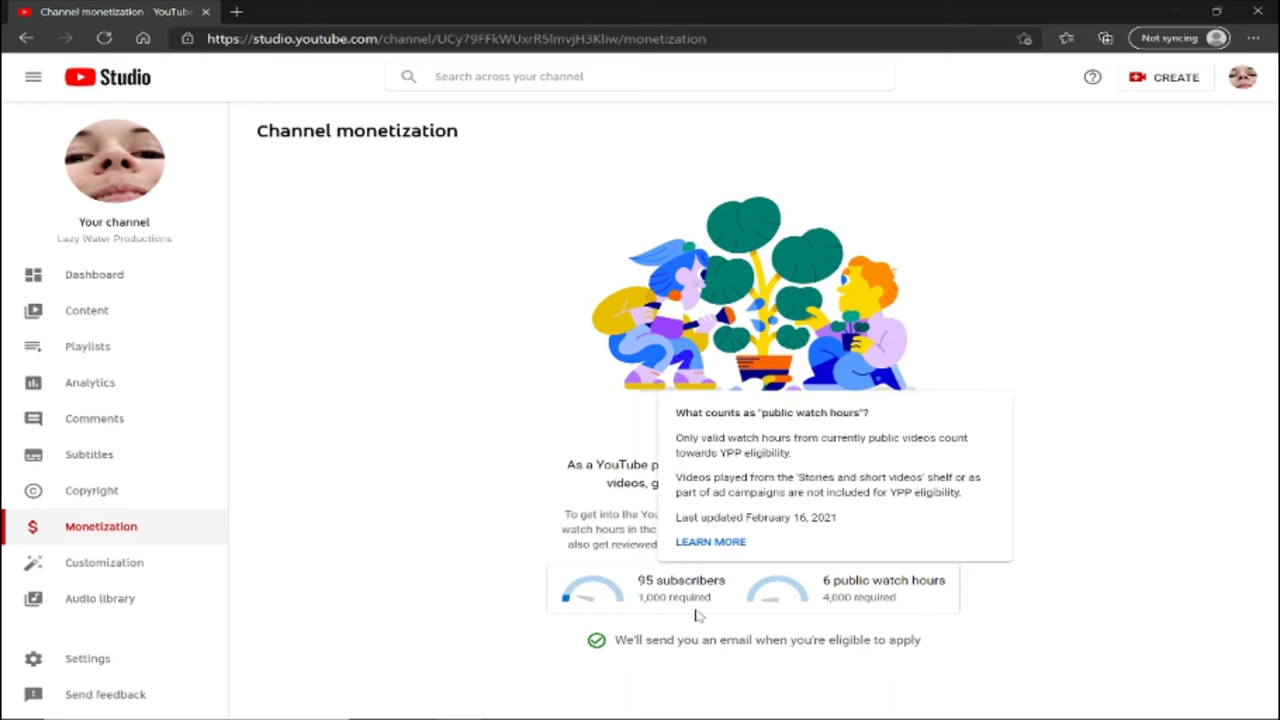 Channel monetization - YouTube
https://studio.youtube.com/channel/UCy79FFkWUxrR5lmvjH3Kliw/monetization
Not syncing
Studio
Search across your channel
CREATE
Your channel
Lazy Water Productions
Dashboard
Content
Playlists
Analytics
Comments
Subtitles
Copyright
Monetization
Customization
Audio library
Settings
Send feedback
Channel monetization
What counts as "public watch hours"?
Only valid watch hours from currently public videos count
towards YPP eligibility.
Videos played from the 'Stories and short videos' shelf or as
part of ad campaigns are not included for YPP eligibility.
Last updated February 16, 2021
LEARN MORE
As a YouTube p
videos, g
To get into the You
watch hours in the
also get reviewed
95 subscribers
1,000 required
6 public watch hours
4,000 required
We'll send you an email when you're eligible to apply